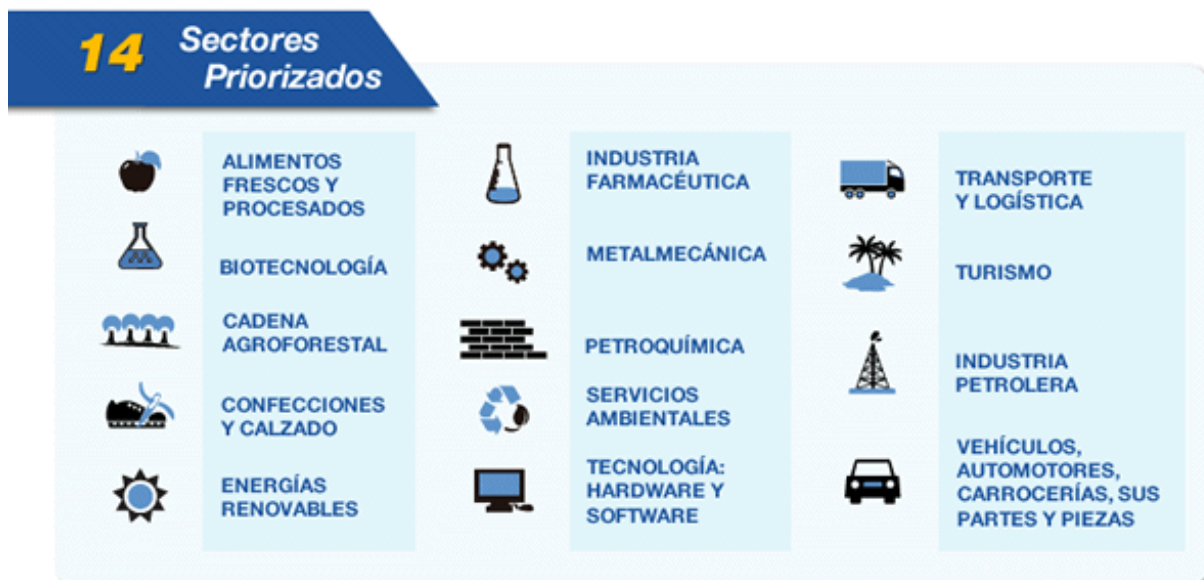 14 Sectores
Priorizados
ALIMENTOS
FRESCOS Y
PROCESADOS
BIOTECNOLOGÍA
CADENA
AGROFORESTAL
CONFECCIONES
Y CALZADO
ENERGÍAS
RENOVABLES
INDUSTRIA
FARMACÉUTICA
METALMECÁNICA
PETROQUÍMICA
SERVICIOS
AMBIENTALES
TECNOLOGÍA:
HARDWARE Y
SOFTWARE
TRANSPORTE
Y LOGÍSTICA
TURISMO
INDUSTRIA
PETROLERA
VEHÍCULOS,
AUTOMOTORES,
CARROCERÍAS, SUS
PARTES Y PIEZAS